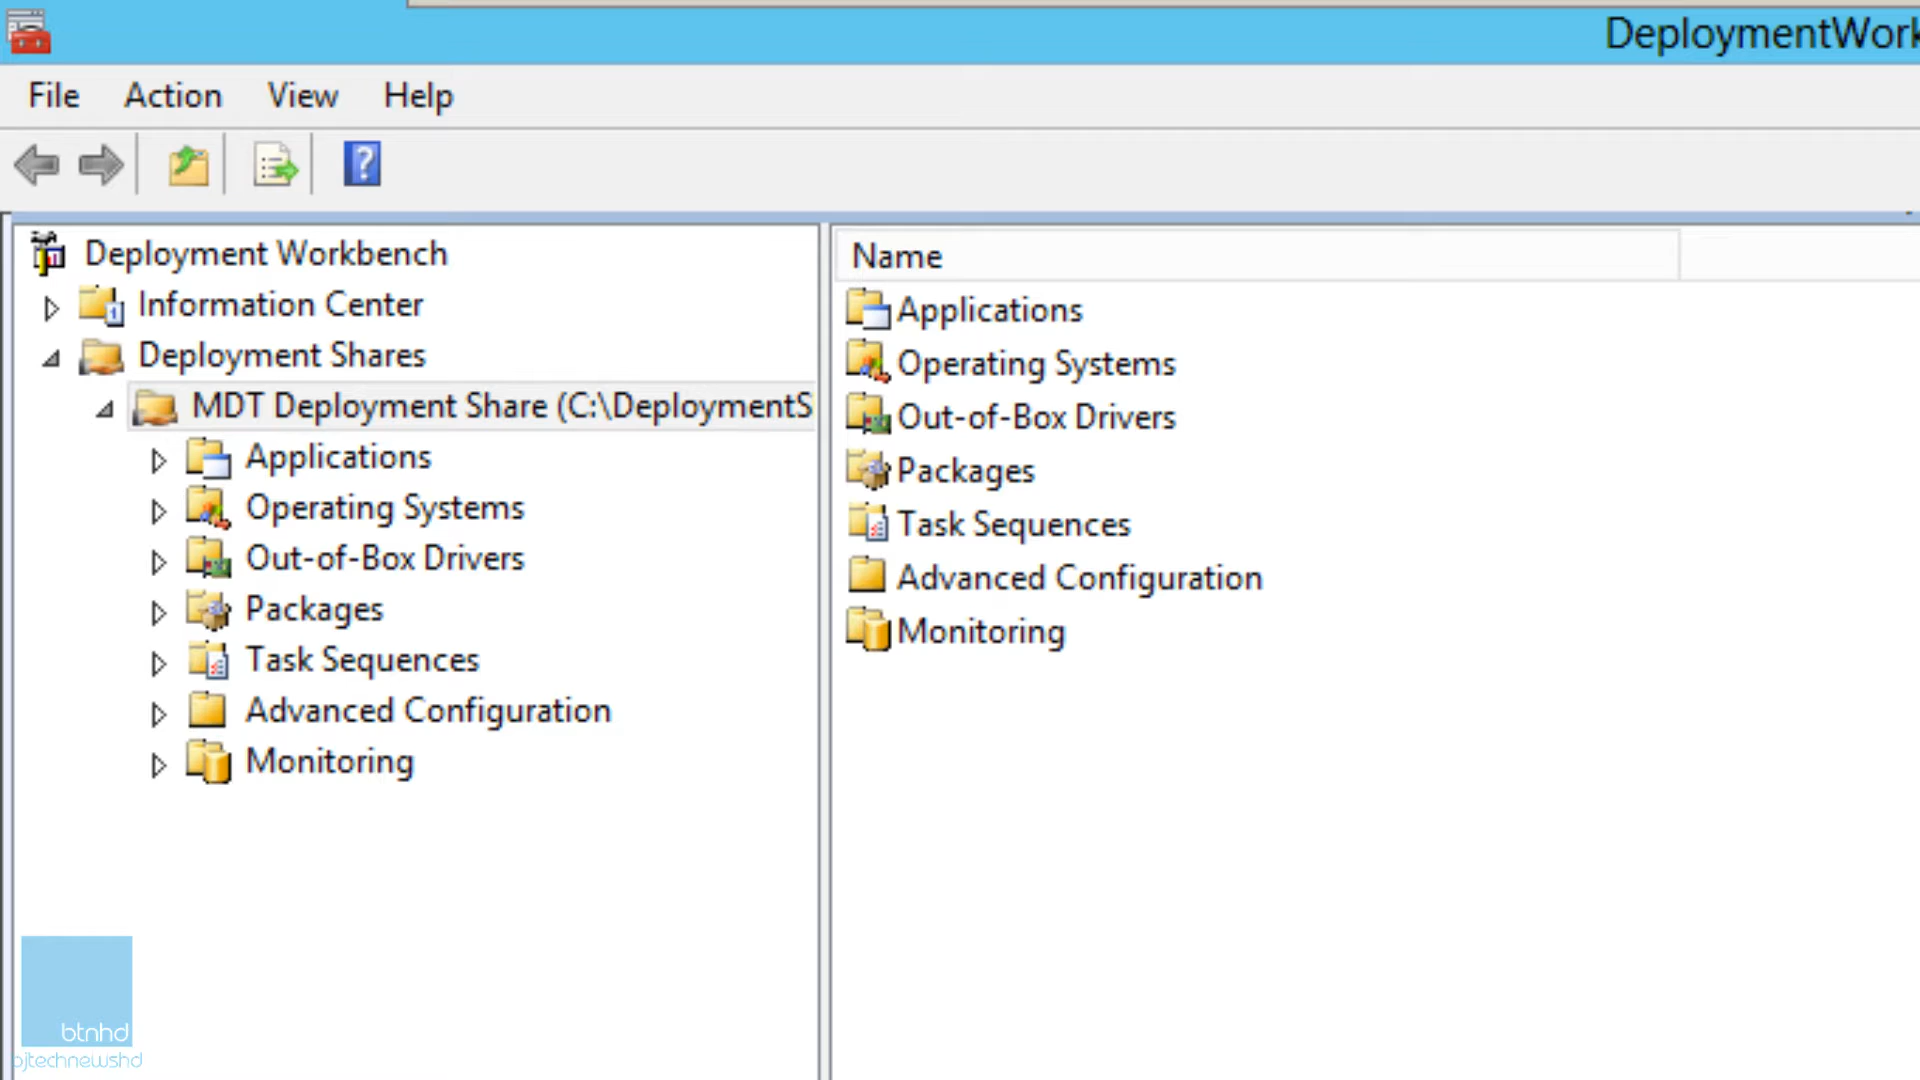 DeploymentWork
File Action View Help
Deployment Workbench
Information Center
Deployment Shares
MDT Deployment Share (C:\DeploymentS
Applications
Operating Systems
Out-of-Box Drivers
Packages
Task Sequences
Advanced Configuration
Monitoring
Name
Applications
Operating Systems
Out-of-Box Drivers
Packages
Task Sequences
Advanced Configuration
Monitoring
btnhd
bjtechnewshd